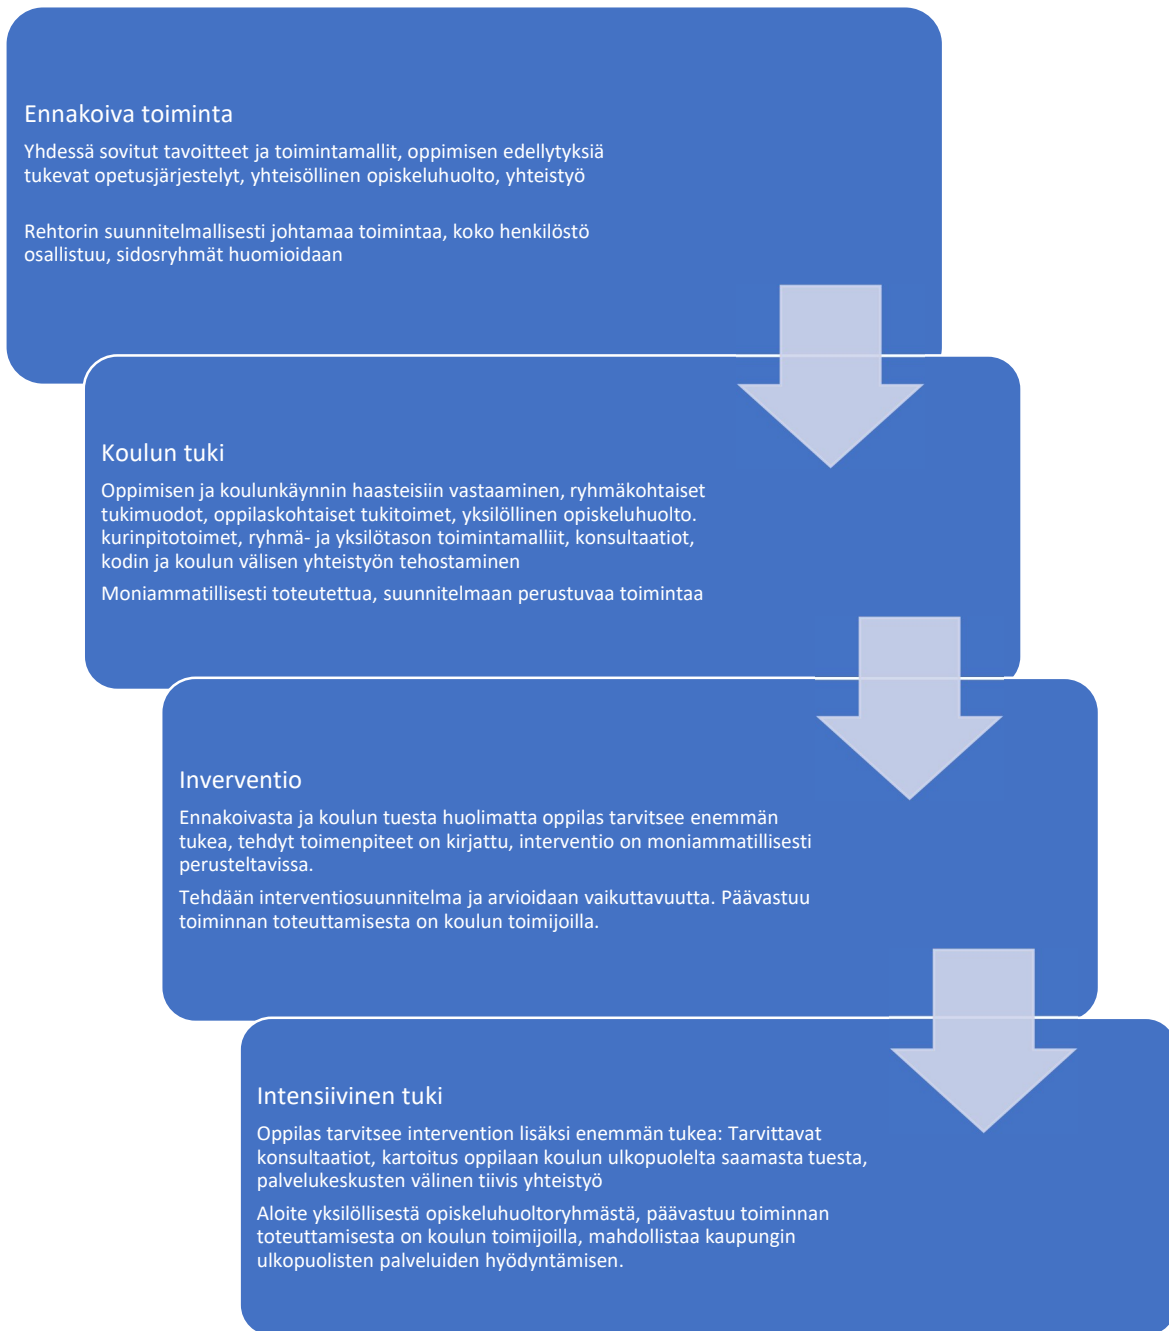 Ennakoiva toiminta
Yhdessä sovitut tavoitteet ja toimintamallit, oppimisen edellytyksiä
tukevat opetusjärjestelyt, yhteisöllinen opiskeluhuolto, yhteistyö
Rehtorin suunnitelmallisesti johtamaa toimintaa, koko henkilöstö
osallistuu, sidosryhmät huomioidaan
Koulun tuki
Oppimisen ja koulunkäynnin haasteisiin vastaaminen, ryhmäkohtaiset
tukimuodot, oppilaskohtaiset tukitoimet, yksilöllinen opiskeluhuolto.
kurinpitotoimet, ryhmä- ja yksilötason toimintamalliit, konsultaatiot,
kodin ja koulun välisen yhteistyön tehostaminen
Moniammatillisesti toteutettua, suunnitelmaan perustuvaa toimintaa
Inverventio
Ennakoivasta ja koulun tuesta huolimatta oppilas tarvitsee enemmän
tukea, tehdyt toimenpiteet on kirjattu, interventio on moniammatillisesti
perusteltavissa.
Tehdään interventiosuunnitelma ja arvioidaan vaikuttavuutta. Päävastuu
toiminnan toteuttamisesta on koulun toimijoilla.
Intensiivinen tuki
Oppilas tarvitsee intervention lisäksi enemmän tukea: Tarvittavat
konsultaatiot, kartoitus oppilaan koulun ulkopuolelta saamasta tuesta,
palvelukeskusten välinen tiivis yhteistyö
Aloite yksilöllisestä opiskeluhuoltoryhmästä, päävastuu toiminnan
toteuttamisesta on koulun toimijoilla, mahdollistaa kaupungin
ulkopuolisten palveluiden hyödyntämisen.